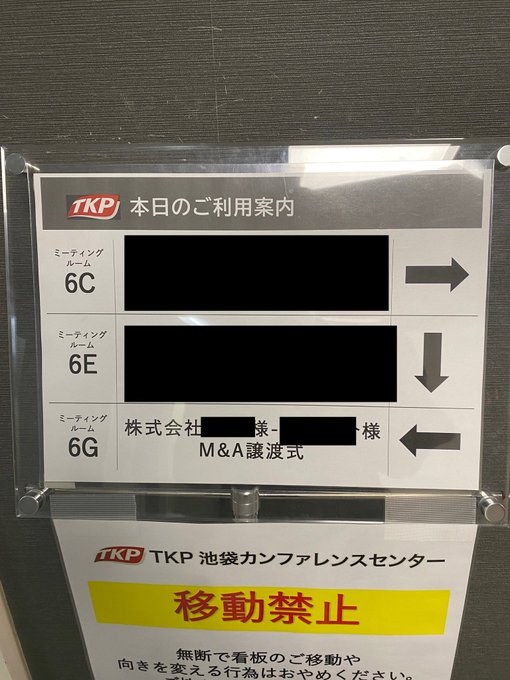 TKP 本日のご利用案内
ミーティング
ルーム
6C
ミーティング
ルーム
6E
ミーティング
ルーム
6G
株式会社 様- ト様
M&A譲渡式
TKP TKP 池袋カンファレンスセンター
移動禁止
無断で看板のご移動や
向きを変える行為はおやめください。